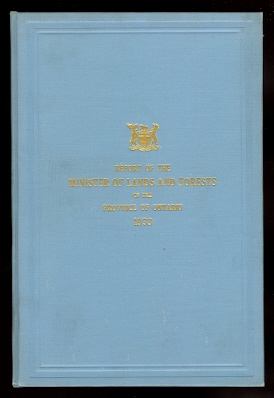 REPORT OF THE
MINISTER OF LANDS AND FORESTS
OF THE
PROVINCE OF ONTARIO